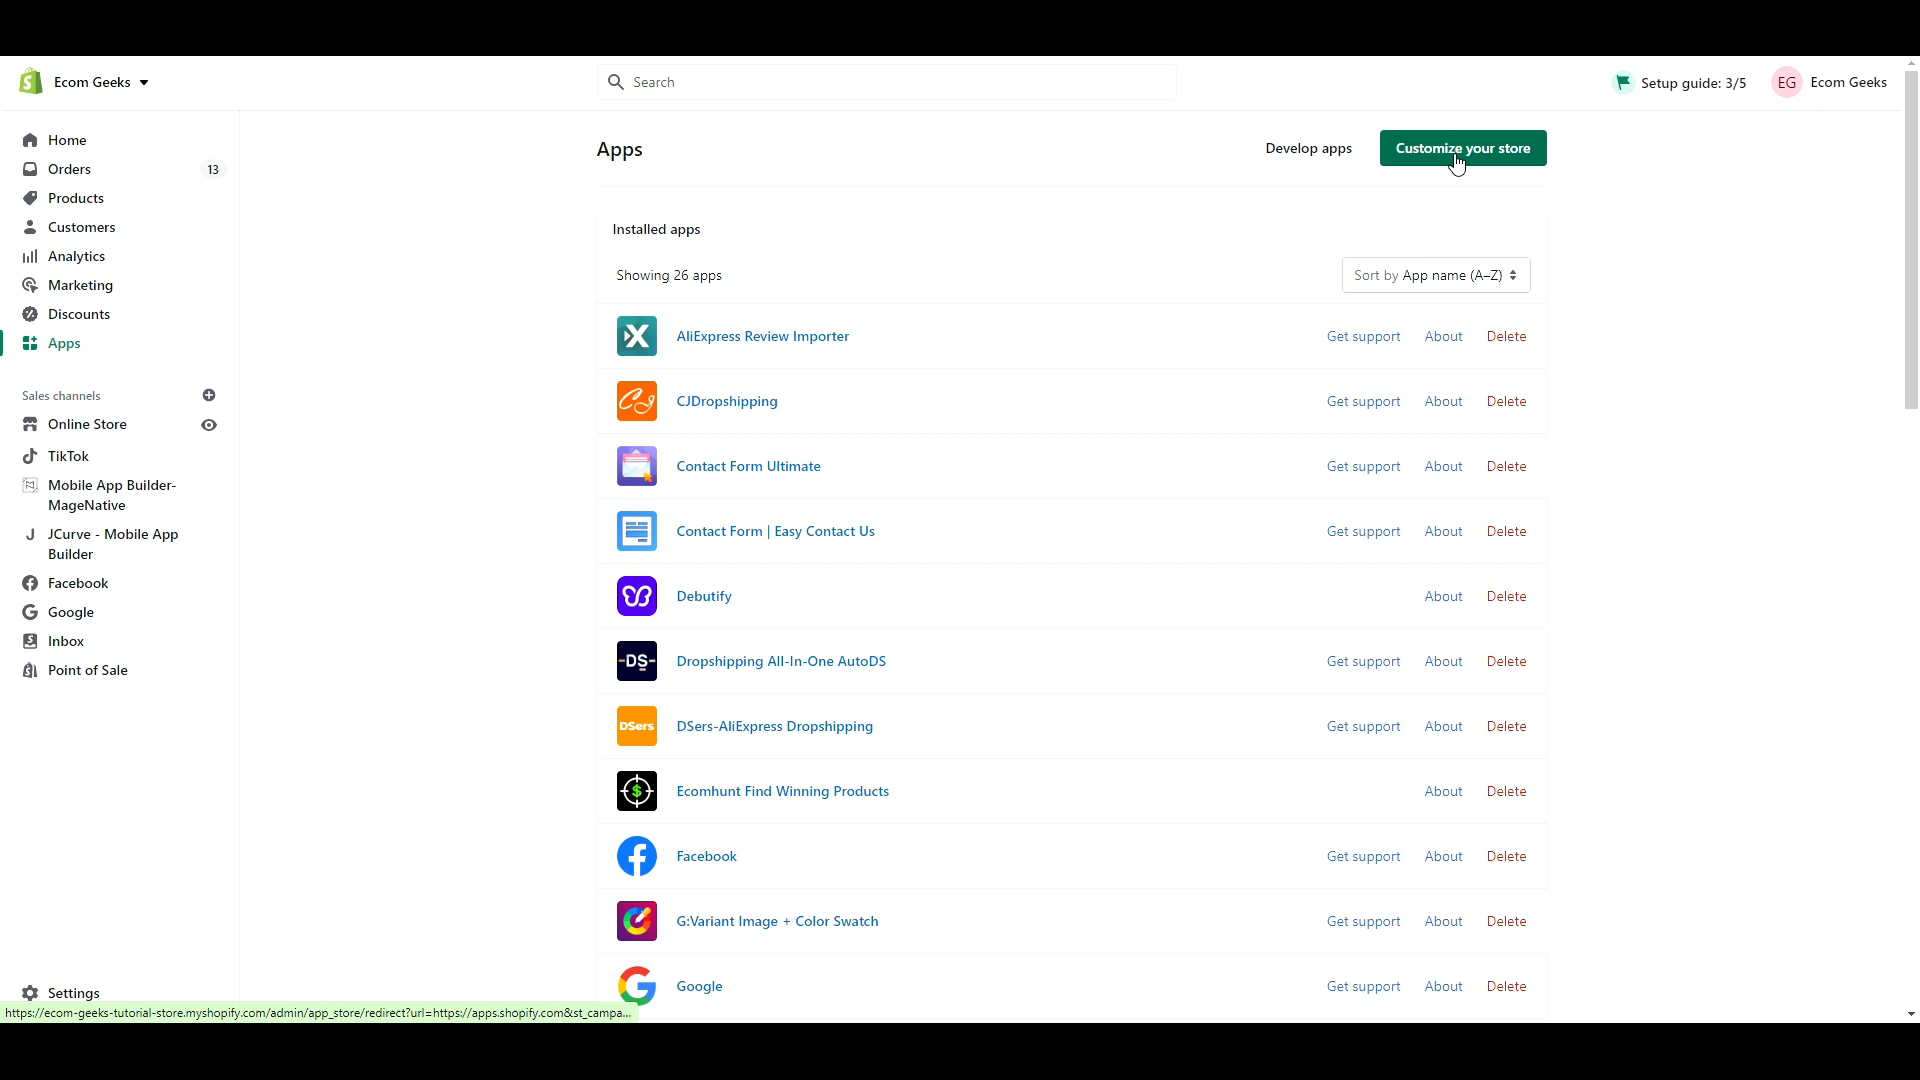 Ecom Geeks
Search
Setup guide: 3/5
EG
Ecom Geeks
Home
Orders
13
Products
Customers
Analytics
Marketing
Discounts
Apps
Sales channels
Online Store
TikTok
Mobile App Builder-
MageNative
J
JCurve - Mobile App
Builder
Facebook
Google
Inbox
Point of Sale
Settings
Apps
Develop apps
Customize your store
Installed apps
Showing 26 apps
Sort by App name (A–Z)
AliExpress Review Importer
Get support About Delete
CJ
CJDropshipping
Get support About Delete
Contact Form Ultimate
Get support About Delete
Contact Form | Easy Contact Us
Get support About Delete
Debutify
About Delete
-DS-
Dropshipping All-In-One AutoDS
Get support About Delete
DSers
DSers-AliExpress Dropshipping
Get support About Delete
Ecomhunt Find Winning Products
About Delete
Facebook
Get support About Delete
G:Variant Image + Color Swatch
Get support About Delete
Google
Get support About Delete
https://ecom-geeks-tutorial-store.myshopify.com/admin/app_store/redirect?url=https://apps.shopify.com&st_campa...